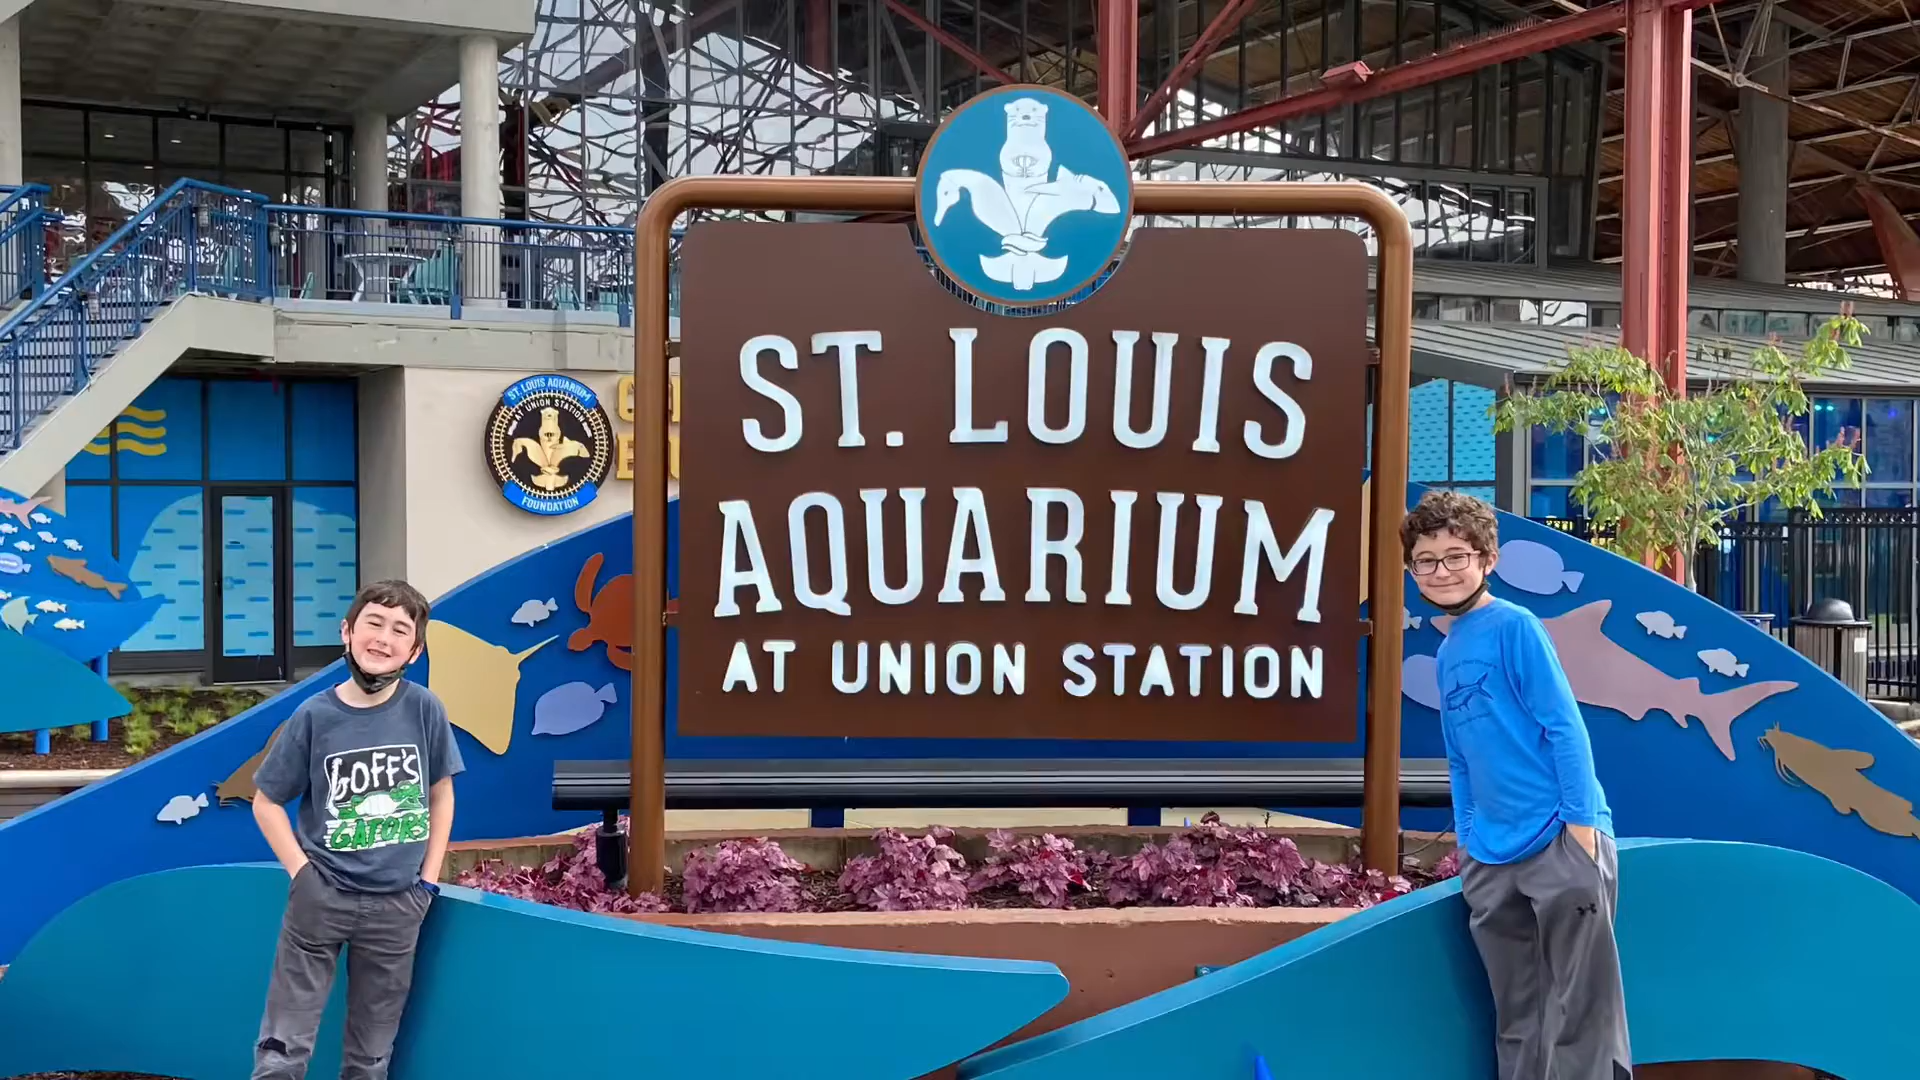 ST. LOUIS
AQUARIUM
AT UNION STATION
ST. LOUIS AQUARIUM
AT UNION STATION
FOUNDATION
GOFF'S
GATORS